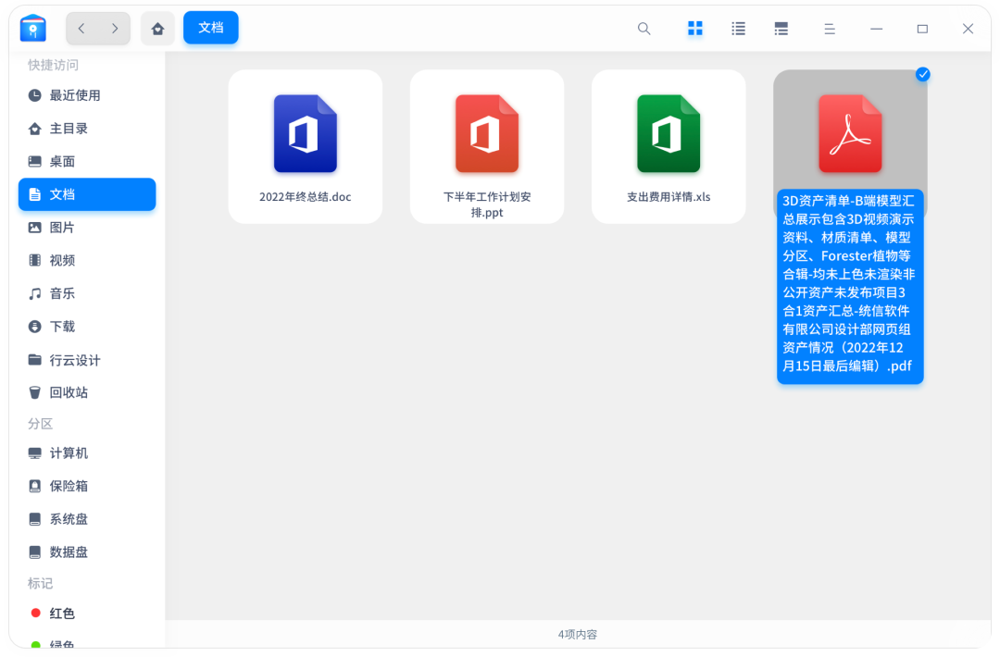 文档
快捷访问
最近使用
主目录
桌面
文档
图片
视频
音乐
下载
行云设计
回收站
分区
计算机
保险箱
系统盘
数据盘
标记
红色
绿色
2022年终总结.doc
下半年工作计划安
排.ppt
支出费用详情.xls
3D资产清单-B端模型汇
总展示包含3D视频演示
资料、材质清单、模型
分区、Forester植物等
合辑-均未上色未渲染非
公开资产未发布项目3
合1资产汇总-统信软件
有限公司设计部网页组
资产情况（2022年12
月15日最后编辑）.pdf
4项内容